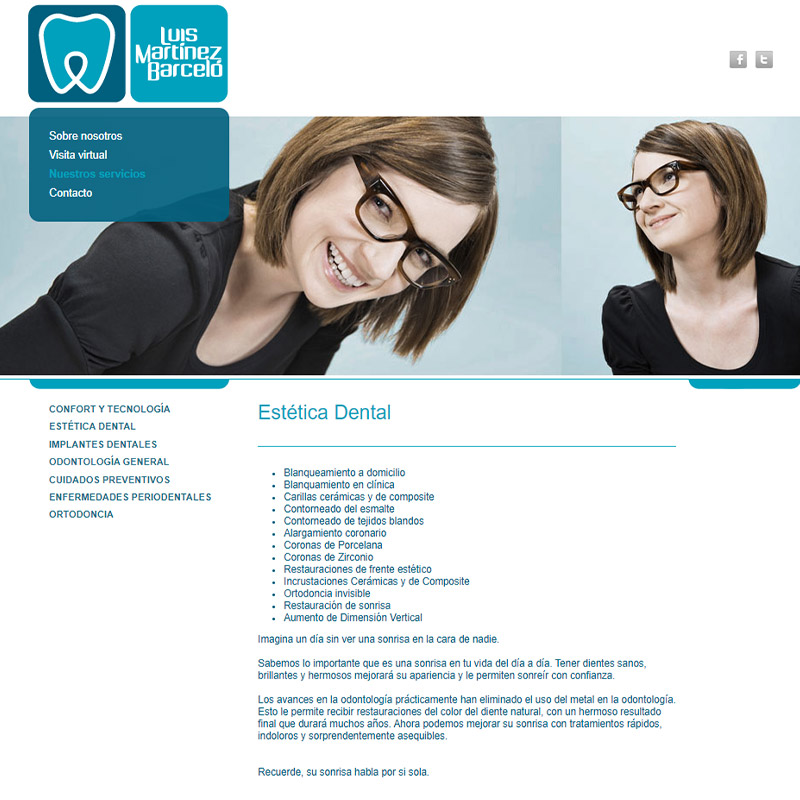 Luis
Martínez
Barceló
Sobre nosotros
Visita virtual
Nuestros servicios
Contacto
CONFORT Y TECNOLOGÍA
ESTÉTICA DENTAL
IMPLANTES DENTALES
ODONTOLOGÍA GENERAL
CUIDADOS PREVENTIVOS
ENFERMEDADES PERIODENTALES
ORTODONCIA
Estética Dental
Blanqueamiento a domicilio
Blanquamiento en clínica
Carillas cerámicas y de composite
Contorneado del esmalte
Contorneado de tejidos blandos
Alargamiento coronario
Coronas de Porcelana
Coronas de Zirconio
Restauraciones de frente estético
Incrustaciones Cerámicas y de Composite
Ortodoncia invisible
Restauración de sonrisa
Aumento de Dimensión Vertical
Imagina un día sin ver una sonrisa en la cara de nadie.
Sabemos lo importante que es una sonrisa en tu vida del día a día. Tener dientes sanos,
brillantes y hermosos mejorará su apariencia y le permiten sonreír con confianza.
Los avances en la odontología prácticamente han eliminado el uso del metal en la odontología.
Esto le permite recibir restauraciones del color del diente natural, con un hermoso resultado
final que durará muchos años. Ahora podemos mejorar su sonrisa con tratamientos rápidos,
indoloros y sorprendentemente asequibles.
Recuerde, su sonrisa habla por si sola.